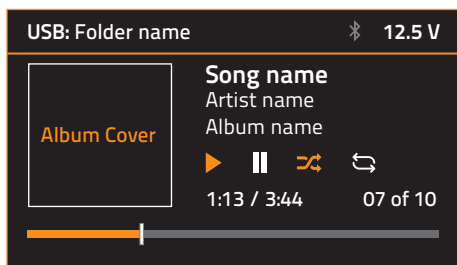 USB: Folder name 12.5 V
Song name
Artist name
Album name
Album Cover
1:13 / 3:44 07 of 10